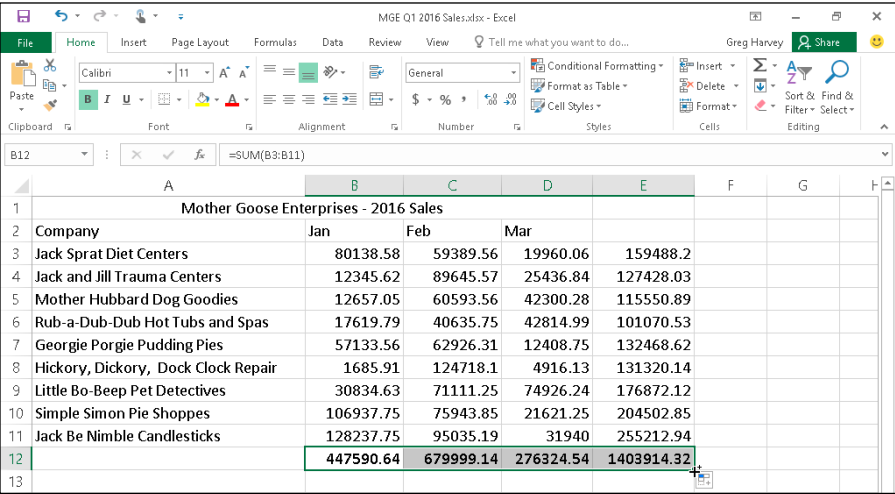 MGE Q1 2016 Sales.xlsx - Excel
File Home Insert Page Layout Formulas Data Review View Tell me what you want to do... Greg Harvey Share
Calibri 11 A A General Conditional Formatting Insert Σ A Z
Paste Format as Table Delete Sort & Find &
B I U A $ % , .0 .00 .00 .0 Cell Styles Format Filter Select
Clipboard Font Alignment Number Styles Cells Editing
B12 fx =SUM(B3:B11)
A B C D E F G H
1 Mother Goose Enterprises - 2016 Sales
2 Company Jan Feb Mar
3 Jack Sprat Diet Centers 80138.58 59389.56 19960.06 159488.2
4 Jack and Jill Trauma Centers 12345.62 89645.57 25436.84 127428.03
5 Mother Hubbard Dog Goodies 12657.05 60593.56 42300.28 115550.89
6 Rub-a-Dub-Dub Hot Tubs and Spas 17619.79 40635.75 42814.99 101070.53
7 Georgie Porgie Pudding Pies 57133.56 62926.31 12408.75 132468.62
8 Hickory, Dickory, Dock Clock Repair 1685.91 124718.1 4916.13 131320.14
9 Little Bo-Beep Pet Detectives 30834.63 71111.25 74926.24 176872.12
10 Simple Simon Pie Shoppes 106937.75 75943.85 21621.25 204502.85
11 Jack Be Nimble Candlesticks 128237.75 95035.19 31940 255212.94
12 447590.64 679999.14 276324.54 1403914.32
13